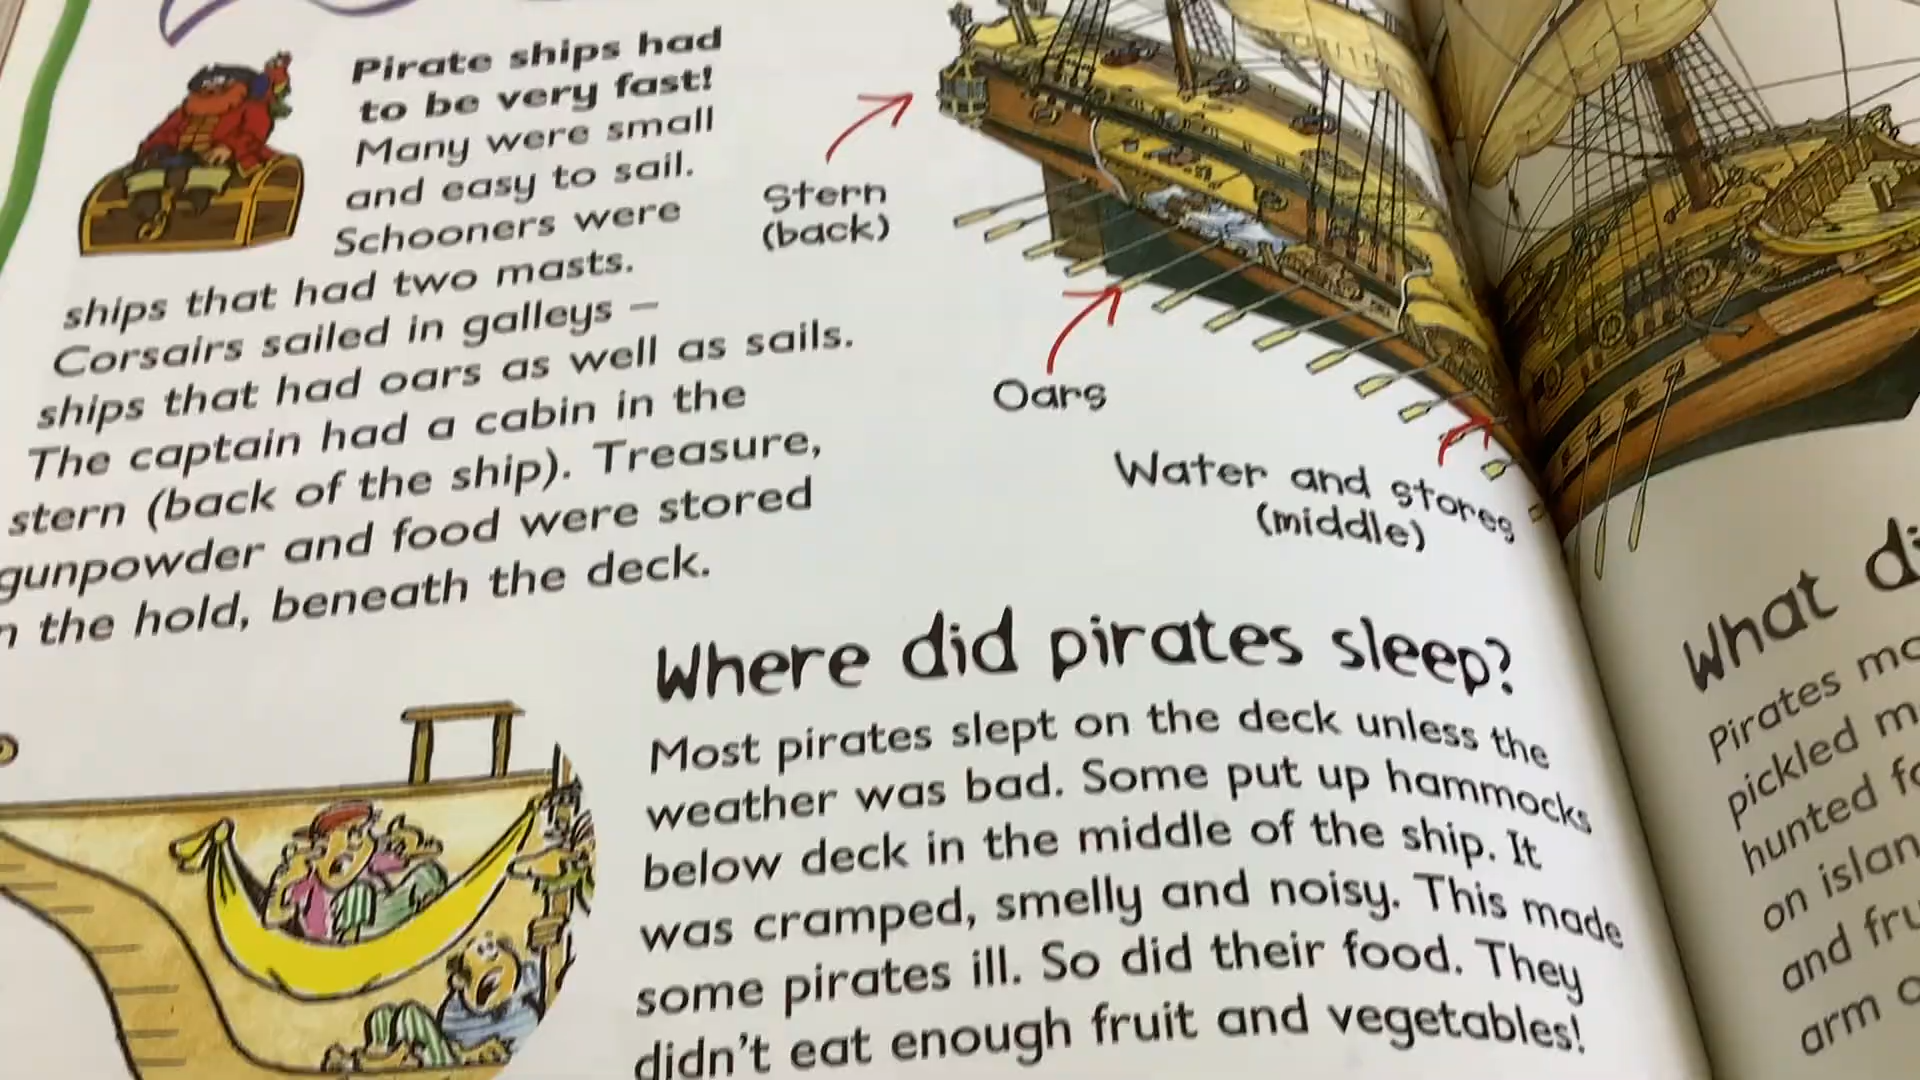 Pirate ships had
to be very fast!
Many were small
and easy to sail.
Schooners were
ships that had two masts.
Corsairs sailed in galleys –
ships that had oars as well as sails.
The captain had a cabin in the
stern (back of the ship). Treasure,
gunpowder and food were stored
the hold, beneath the deck.
Stern
(back)
Oars
Water and stores
(middle)
Where did pirates sleep?
Most pirates slept on the deck unless the
weather was bad. Some put up hammocks
below deck in the middle of the ship. It
was cramped, smelly and noisy. This made
some pirates ill. So did their food. They
didn't eat enough fruit and vegetables!
What
Pirates
pickled
hunted
on
and
arm